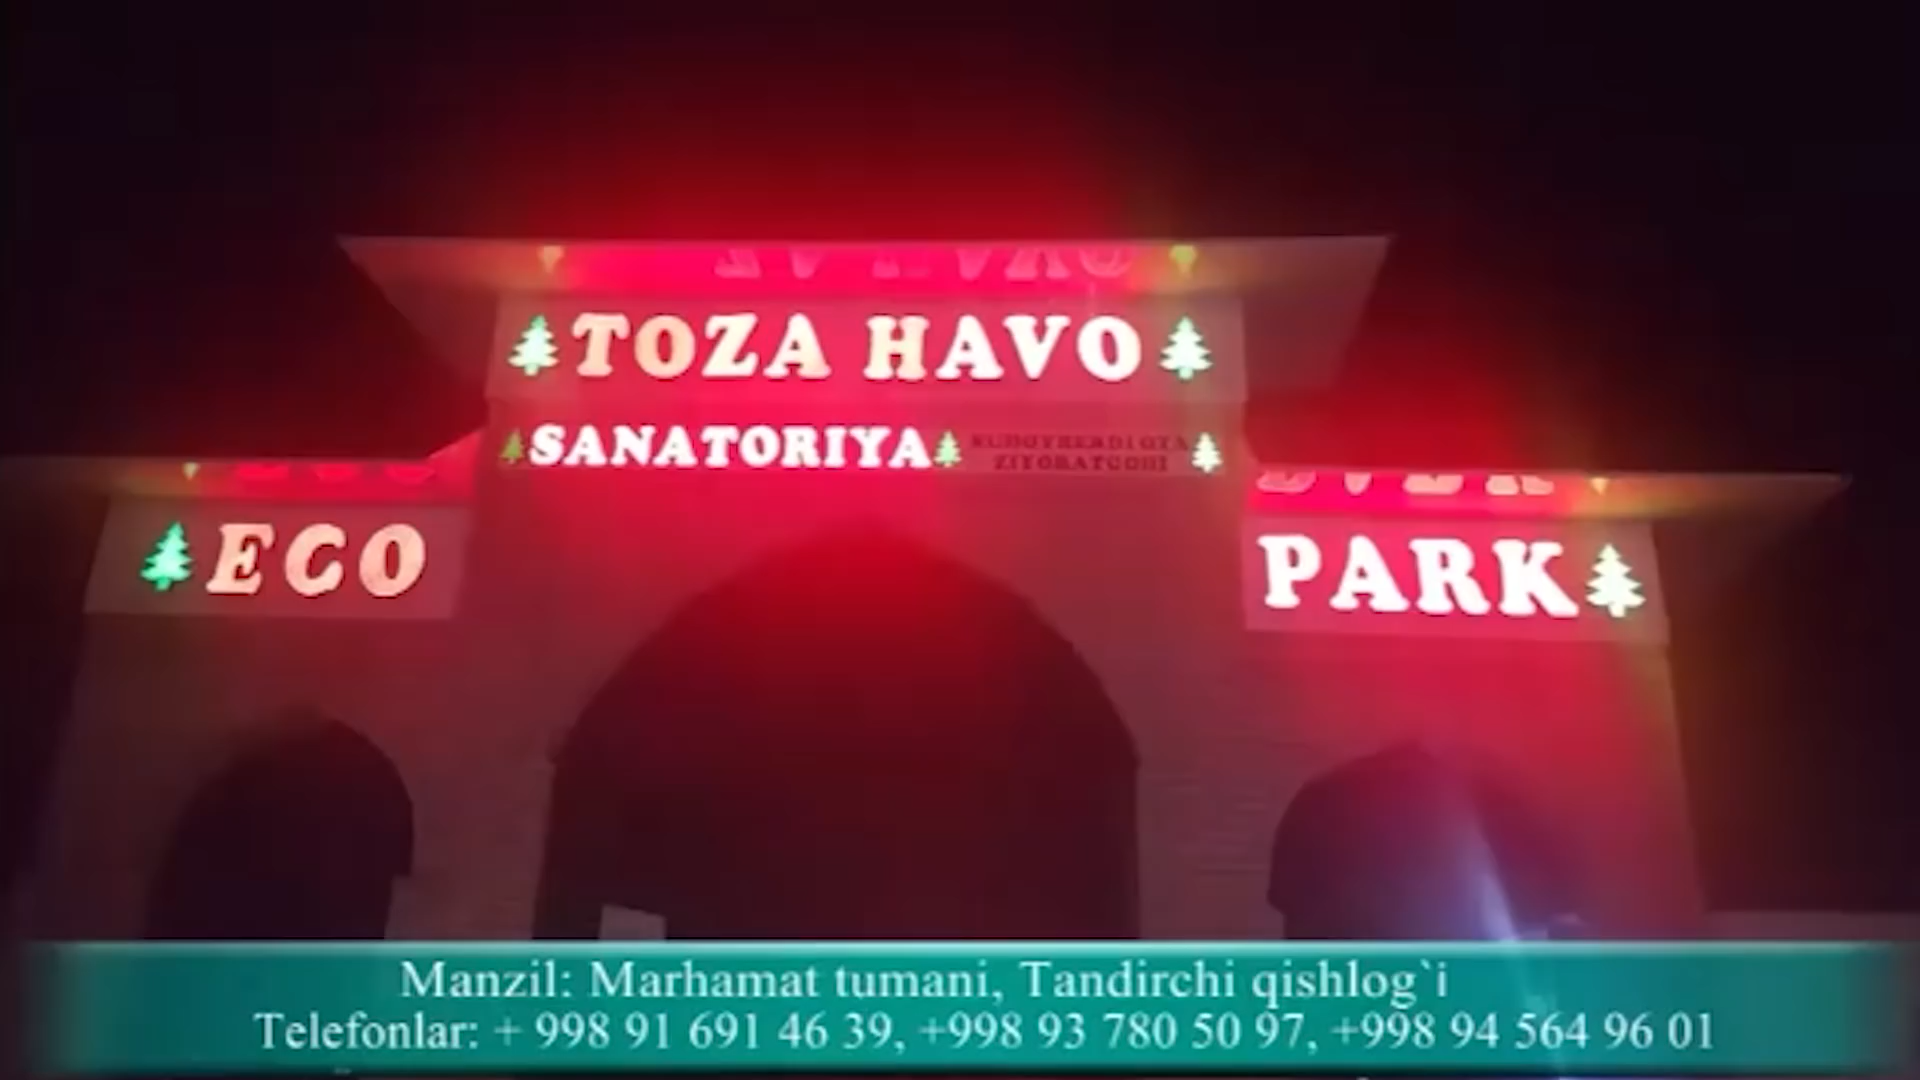 TOZA HAVO
SANATORIYA
ZIYORATGOHI
ECO
PARK
Manzil: Marhamat tumani, Tandirchi qishlog`i
Telefonlar: + 998 91 691 46 39, +998 93 780 50 97, +998 94 564 96 01